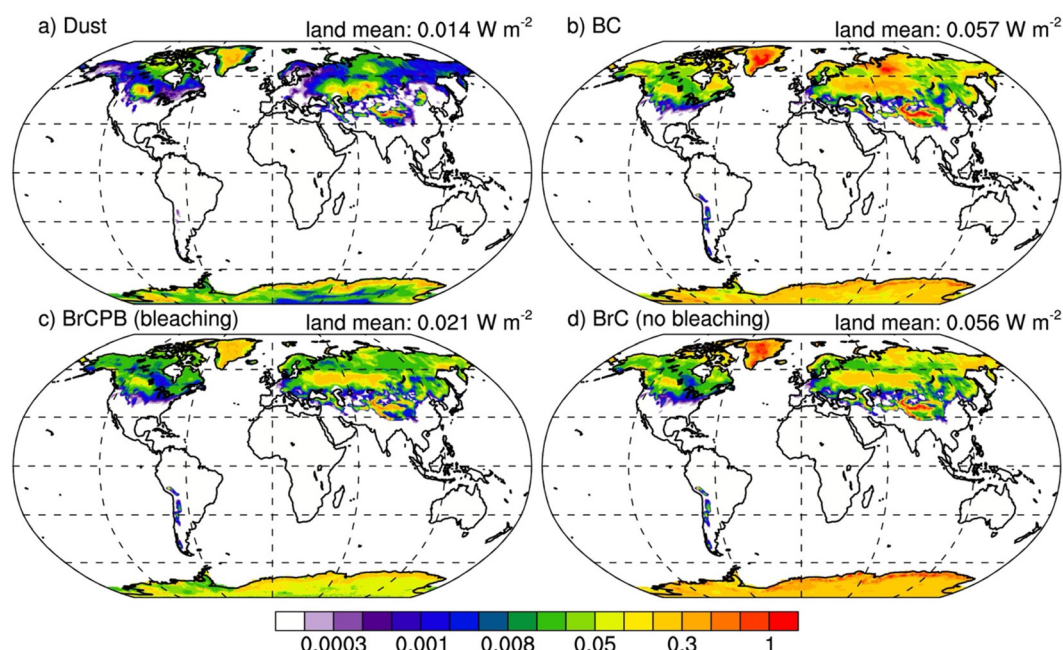 a) Dust land mean: 0.014 W m-2
b) BC land mean: 0.057 W m-2
c) BrCPB (bleaching) land mean: 0.021 W m-2
d) BrC (no bleaching) land mean: 0.056 W m-2
0.0003 0.001 0.008 0.05 0.3 1